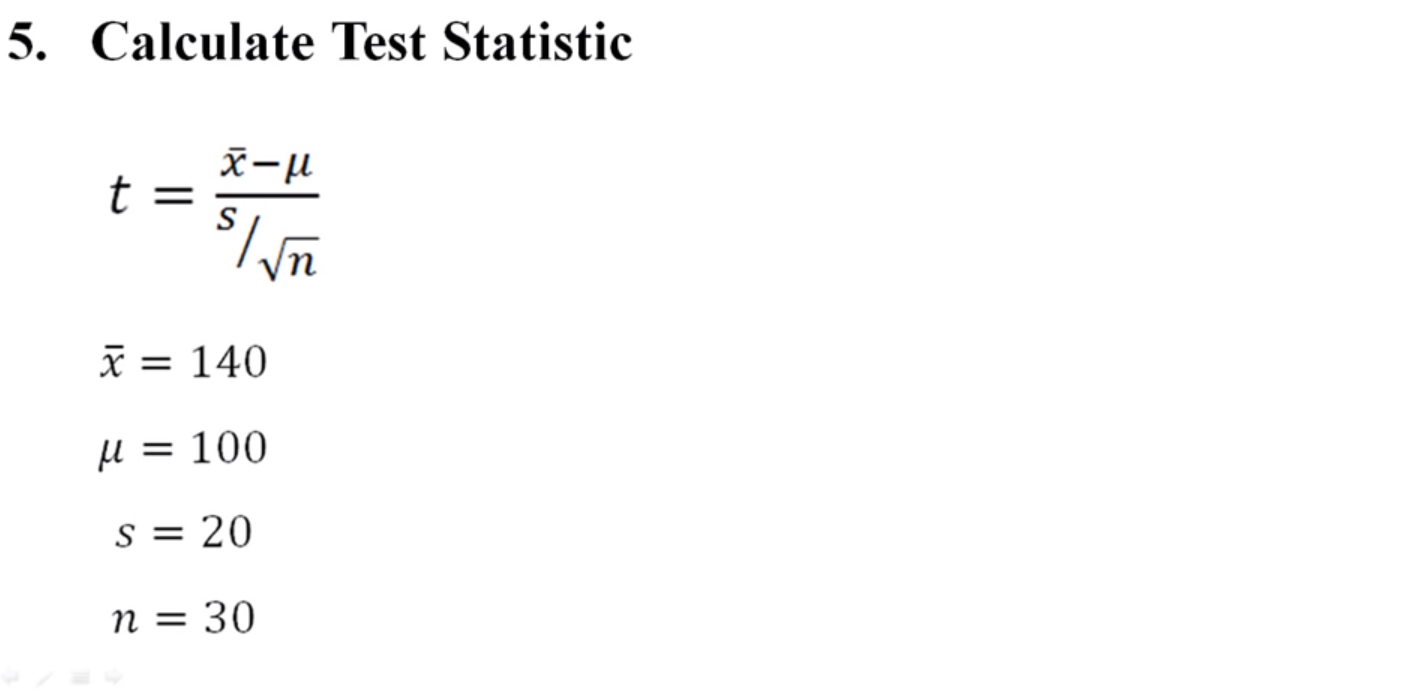 5. Calculate Test Statistic
t = x̄−μ / s/√n
x̄ = 140
μ = 100
s = 20
n = 30